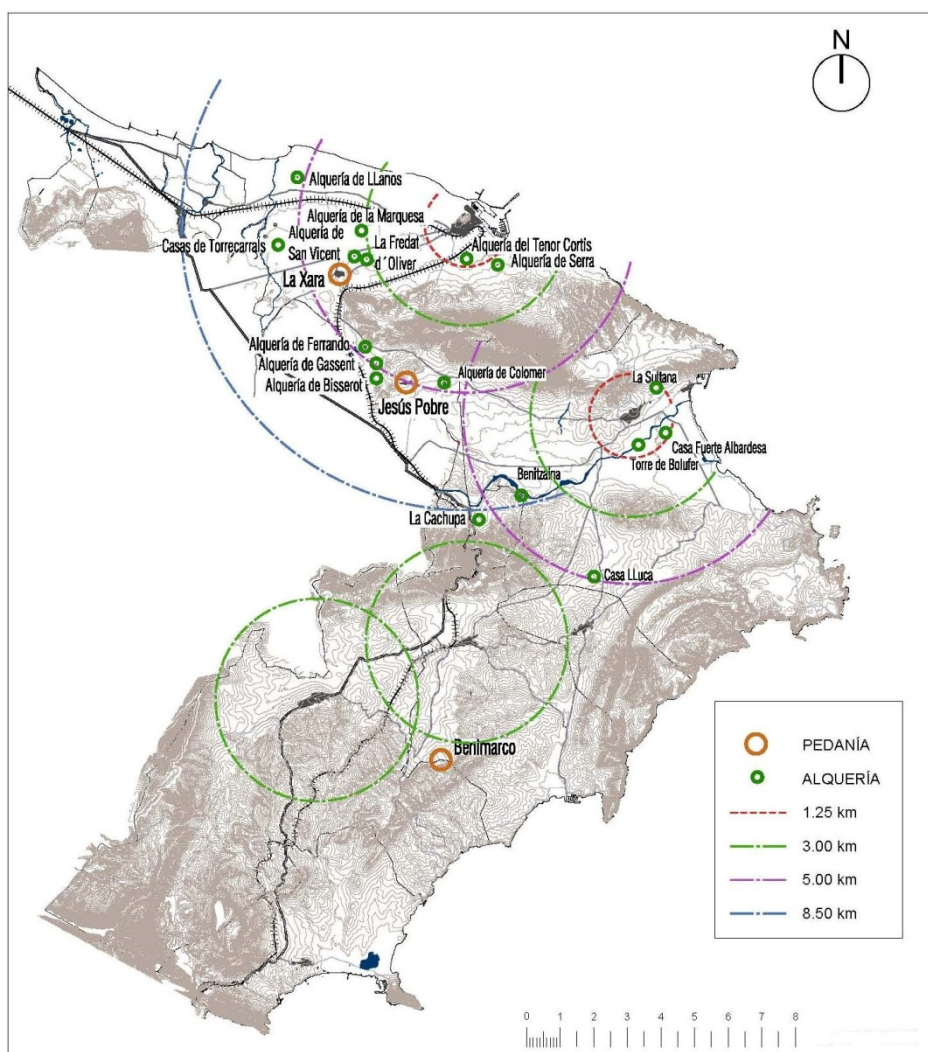 N
Alquería de LLanos
Alquería de la Marquesa
Alquería de
San Vicent
Casas de Torrecarrals
La Fredat
d´Oliver
Alquería del Tenor Cortís
Alquería de Serra
La Xara
Alquería de Ferrando
Alquería de Gassent
Alquería de Bisserot
Alquería de Colomer
Jesús Pobre
La Sultana
Casa Fuerte Albardesa
Torre de Bolufer
Benitzaina
La Cachupa
Casa LLuca
Benimarco
PEDANÍA
ALQUERÍA
1.25 km
3.00 km
5.00 km
8.50 km
0 1 2 3 4 5 6 7 8